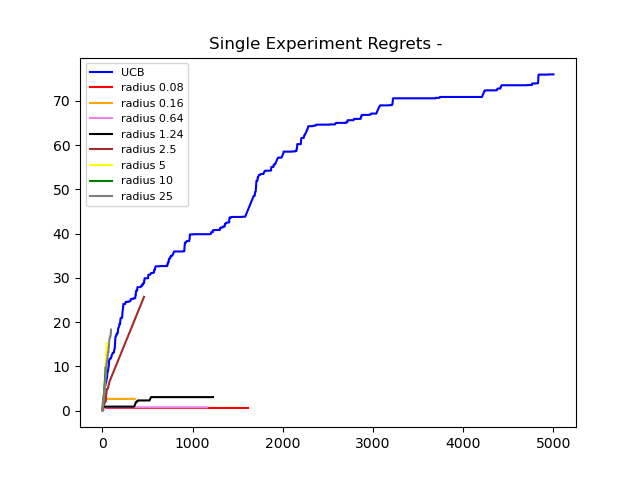 Single Experiment Regrets -
UCB
radius 0.08
radius 0.16
radius 0.64
radius 1.24
radius 2.5
radius 5
radius 10
radius 25
70
60
50
40
30
20
10
0
0 1000 2000 3000 4000 5000